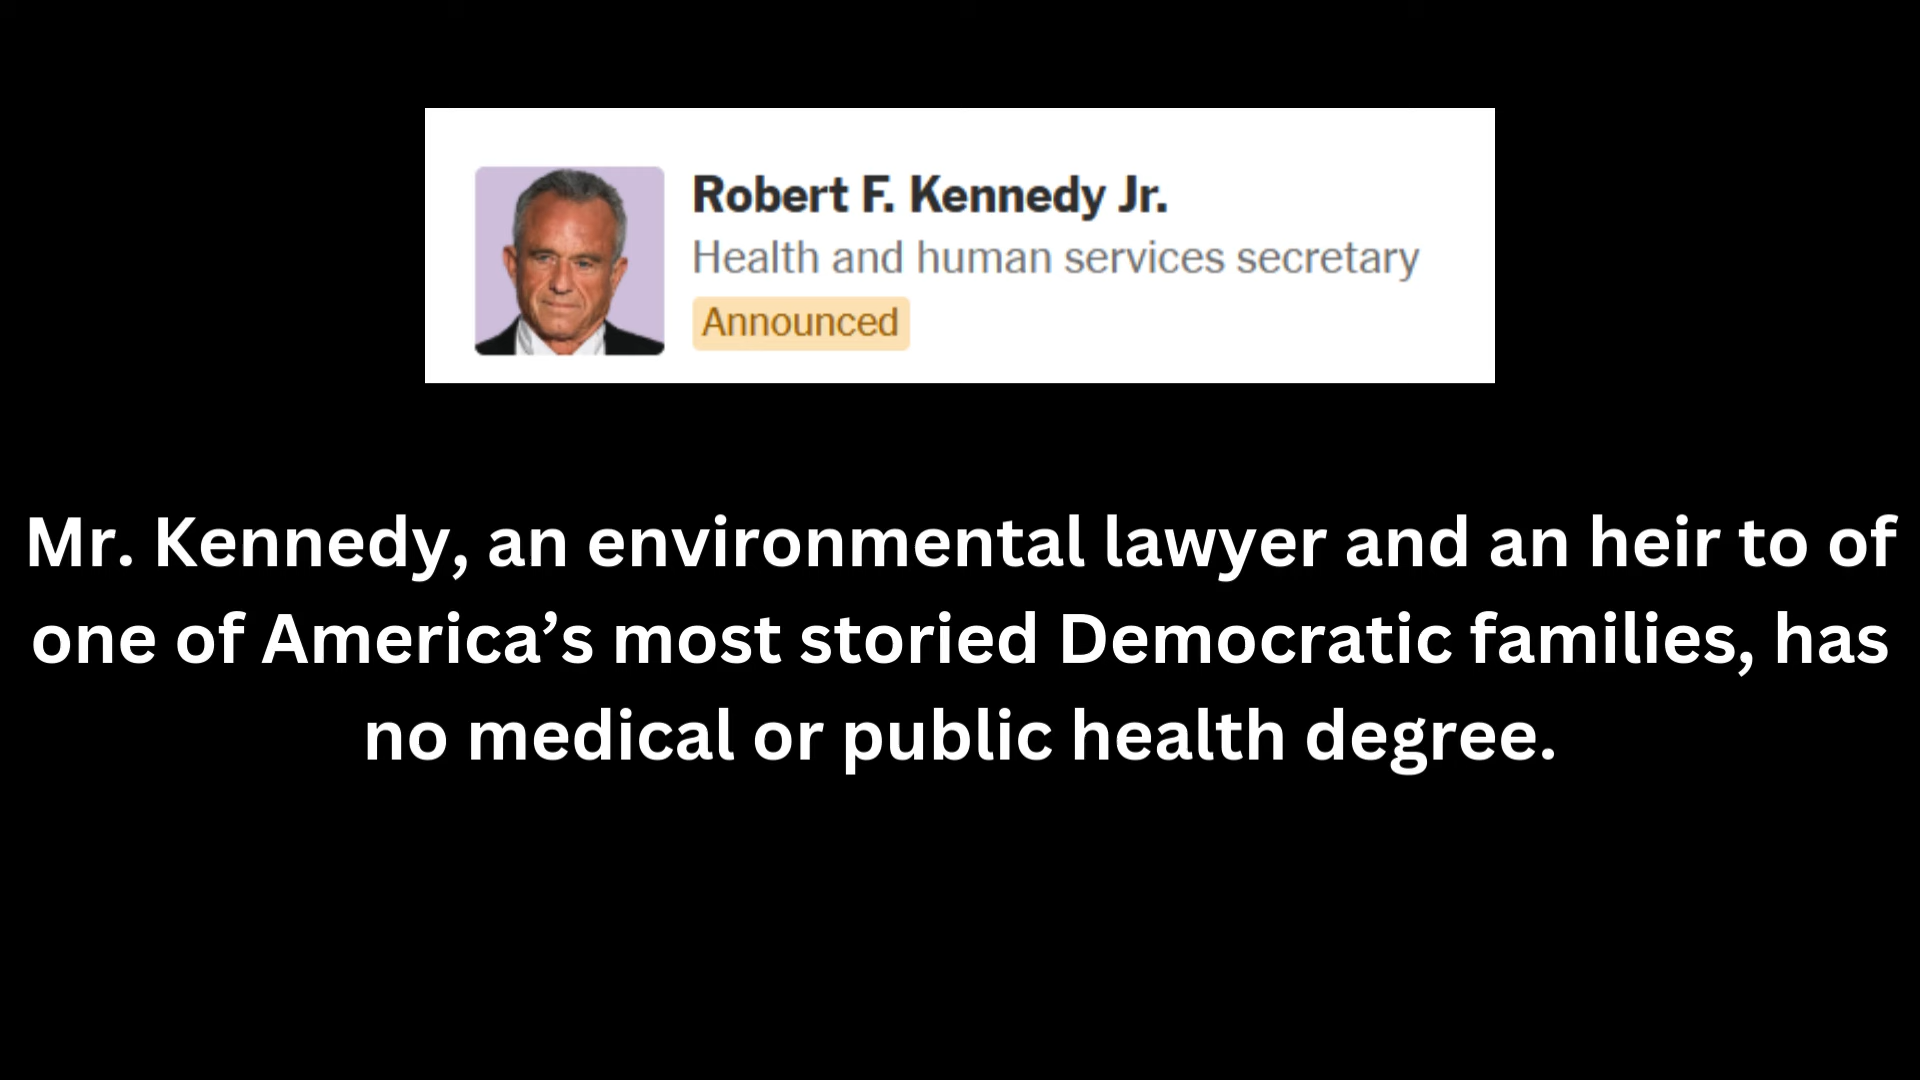 Robert F. Kennedy Jr.
Health and human services secretary
Announced
Mr. Kennedy, an environmental lawyer and an heir to of
one of America’s most storied Democratic families, has
no medical or public health degree.